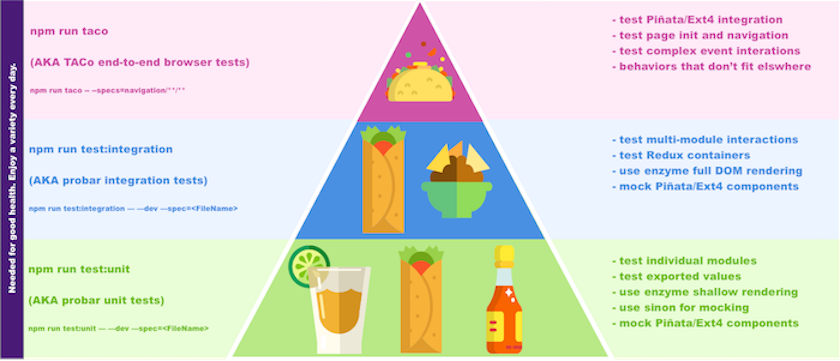 Needed for good health. Enjoy a variety every day.
npm run taco
(AKA TACo end-to-end browser tests)
npm run taco -- --specs=navigation/**/**
- test Piñata/Ext4 integration
- test page init and navigation
- test complex event interations
- behaviors that don't fit elswhere
npm run test:integration
(AKA probar integration tests)
npm run test:integration — —dev —spec=<FileName>
- test multi-module interactions
- test Redux containers
- use enzyme full DOM rendering
- mock Piñata/Ext4 components
npm run test:unit
(AKA probar unit tests)
npm run test:unit — —dev —spec=<FileName>
- test individual modules
- test exported values
- use enzyme shallow rendering
- use sinon for mocking
- mock Piñata/Ext4 components